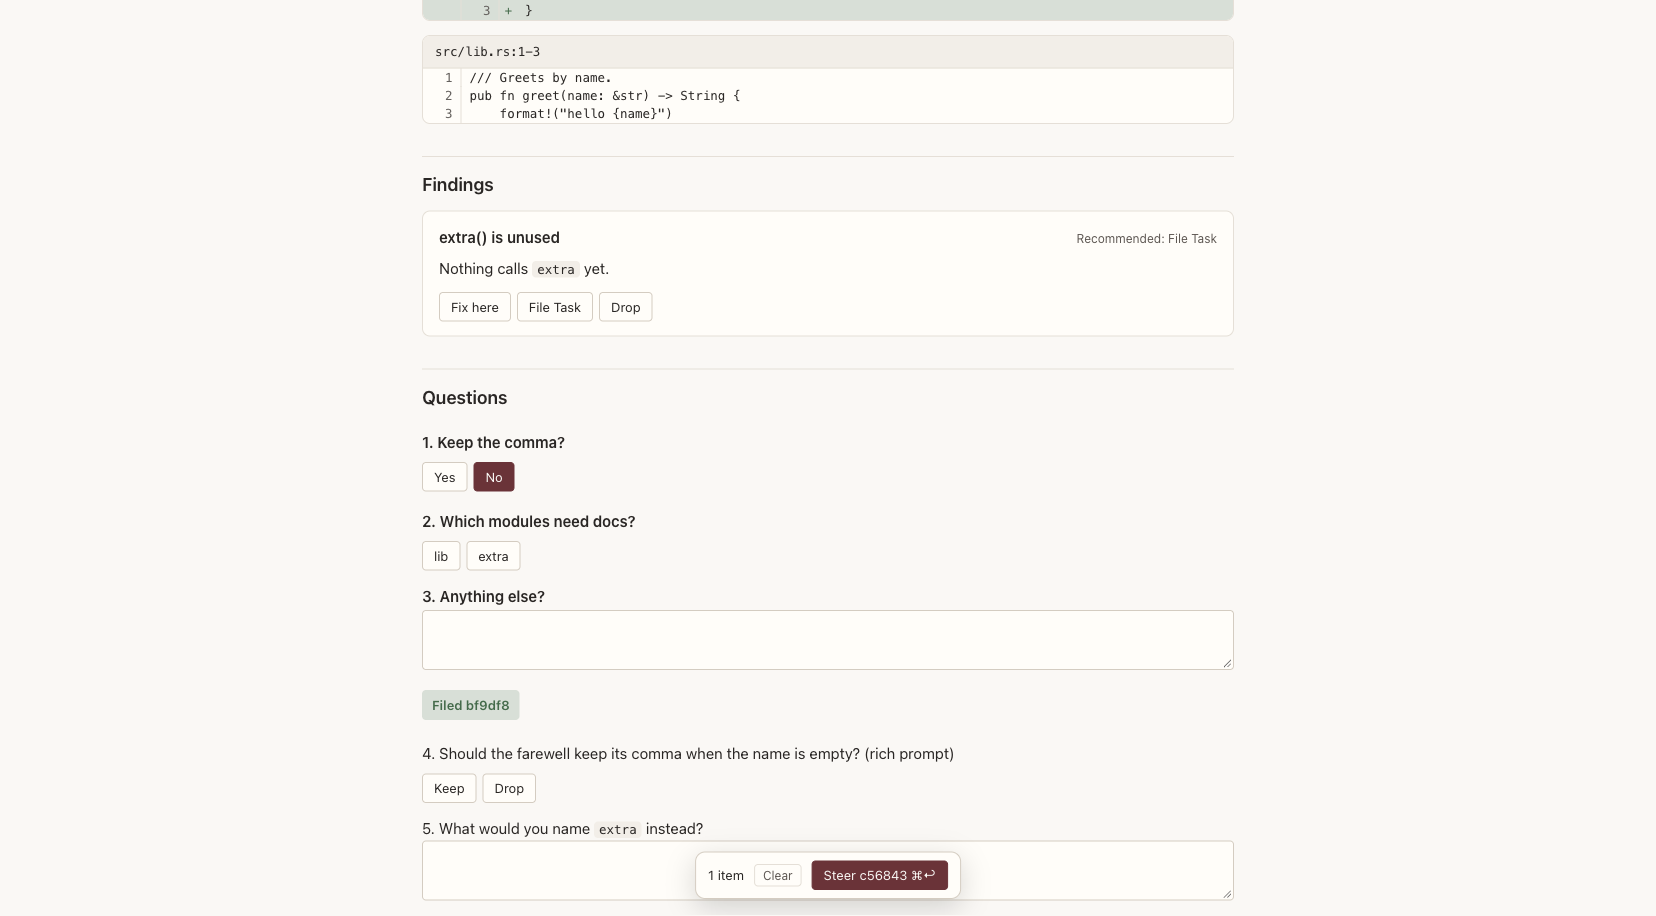 3 + }
src/lib.rs:1–3
1 /// Greets by name.
2 pub fn greet(name: &str) -> String {
3     format!("hello {name}")
Findings
extra() is unused
Recommended: File Task
Nothing calls extra yet.
Fix here File Task Drop
Questions
1. Keep the comma?
Yes No
2. Which modules need docs?
lib extra
3. Anything else?
Filed bf9df8
4. Should the farewell keep its comma when the name is empty? (rich prompt)
Keep Drop
5. What would you name extra instead?
1 item Clear Steer c56843 ⌘↩